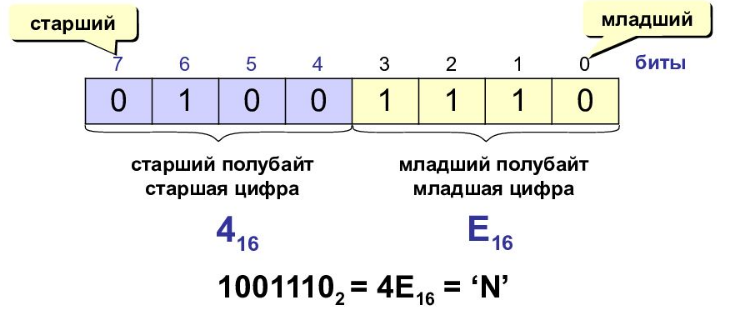 старший
младший
7 6 5 4 3 2 1 0 биты
0 1 0 0 1 1 1 0
старший полубайт
старшая цифра
младший полубайт
младшая цифра
4₁₆ E₁₆
1001110₂ = 4E₁₆ = ‘N’